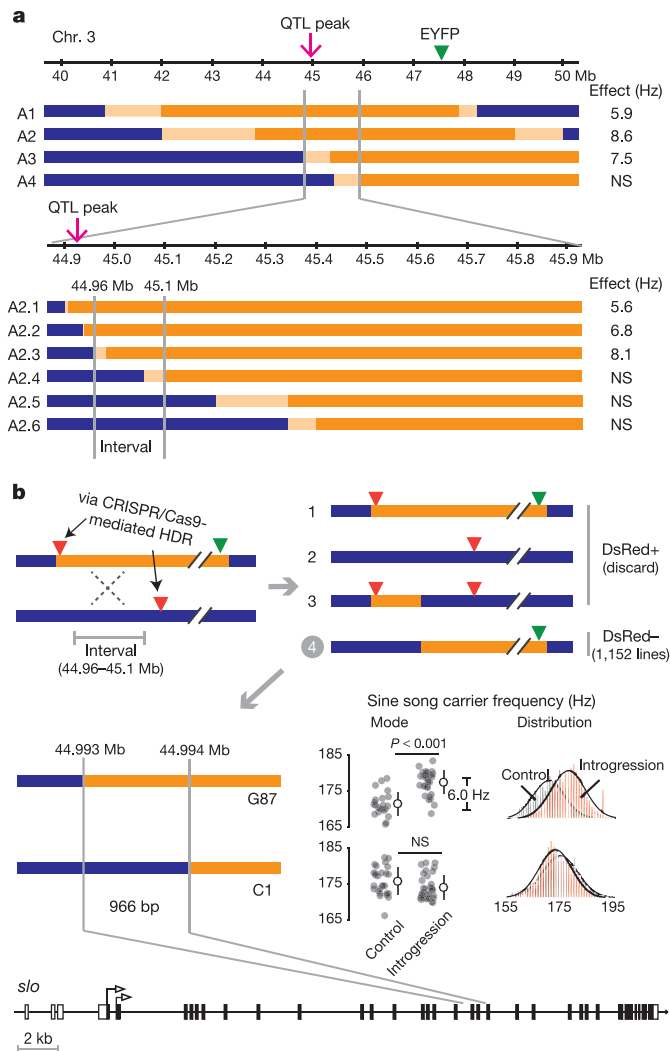 a
Chr. 3
QTL peak
EYFP
40 41 42 43 44 45 46 47 48 49 50 Mb
Effect (Hz)
A1 5.9
A2 8.6
A3 7.5
A4 NS
QTL peak
44.9 45.0 45.1 45.2 45.3 45.4 45.5 45.6 45.7 45.8 45.9 Mb
44.96 Mb 45.1 Mb
Effect (Hz)
A2.1 5.6
A2.2 6.8
A2.3 8.1
A2.4 NS
A2.5 NS
A2.6 NS
Interval
b
via CRISPR/Cas9-
mediated HDR
Interval
(44.96–45.1 Mb)
1
2
3
DsRed+
(discard)
4
DsRed–
(1,152 lines)
44.993 Mb 44.994 Mb
G87
C1
966 bp
Sine song carrier frequency (Hz)
Mode
Distribution
P < 0.001
185
175
165
6.0 Hz
Control
Introgression
NS
185
175
165
Control
Introgression
155 175 195
slo
2 kb